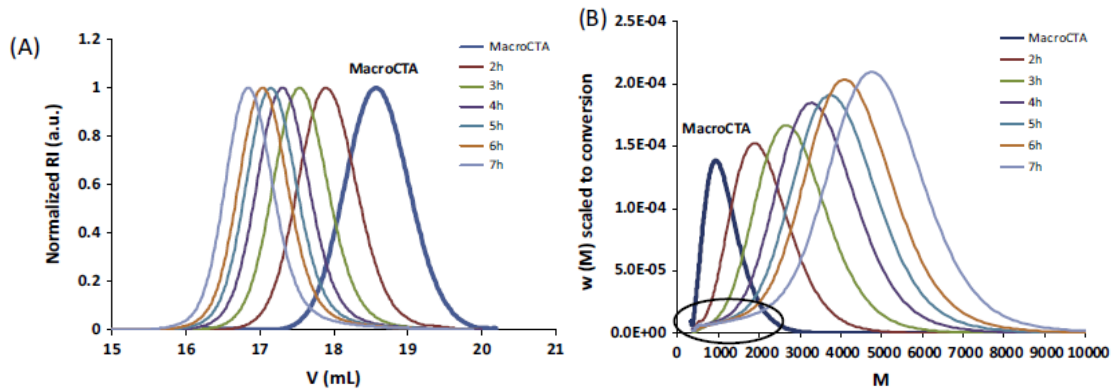 (A)
Normalized RI (a.u.)
1.2
1
0.8
0.6
0.4
0.2
0
15
16
17
18
19
20
21
V (mL)
MacroCTA
MacroCTA
2h
3h
4h
5h
6h
7h
(B)
w (M) scaled to conversion
2.5E-04
2.0E-04
1.5E-04
1.0E-04
5.0E-05
0.0E+00
0
1000
2000
3000
4000
5000
6000
7000
8000
9000
10000
M
MacroCTA
MacroCTA
2h
3h
4h
5h
6h
7h